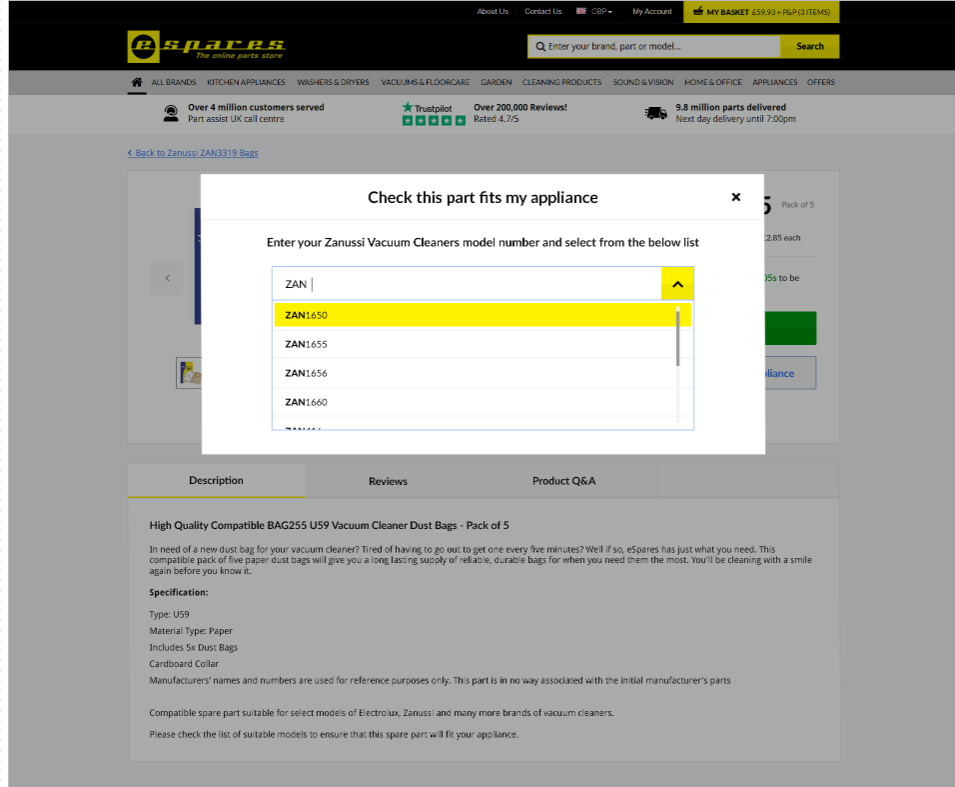 About Us Contact Us GBP My Account MY BASKET £59.93 + P&P (3 ITEMS)
espares
The online parts store
Enter your brand, part or model... Search
ALL BRANDS KITCHEN APPLIANCES WASHERS & DRYERS VACUUMS & FLOORCARE GARDEN CLEANING PRODUCTS SOUND & VISION HOME & OFFICE APPLIANCES OFFERS
Over 4 million customers served
Part assist UK call centre
Trustpilot
Over 200,000 Reviews!
Rated 4.7/5
9.8 million parts delivered
Next day delivery until 7:00pm
< Back to Zanussi ZAN3319 Bags
Check this part fits my appliance
5 Pack of 5
£2.85 each
Enter your Zanussi Vacuum Cleaners model number and select from the below list
05s to be
ZAN
ZAN1650
ZAN1655
ZAN1656
ZAN1660
pliance
Description Reviews Product Q&A
High Quality Compatible BAG255 U59 Vacuum Cleaner Dust Bags - Pack of 5
In need of a new dust bag for your vacuum cleaner? Tired of having to go out to get one every five minutes? Well if so, eSpares has just what you need. This
compatible pack of five paper dust bags will give you a long lasting supply of reliable, durable bags for when you need them the most. You'll be cleaning with a smile
again before you know it.
Specification:
Type: U59
Material Type: Paper
Includes 5x Dust Bags
Cardboard Collar
Manufacturers' names and numbers are used for reference purposes only. This part is in no way associated with the initial manufacturer's parts
Compatible spare part suitable for select models of Electrolux, Zanussi and many more brands of vacuum cleaners.
Please check the list of suitable models to ensure that this spare part will fit your appliance.